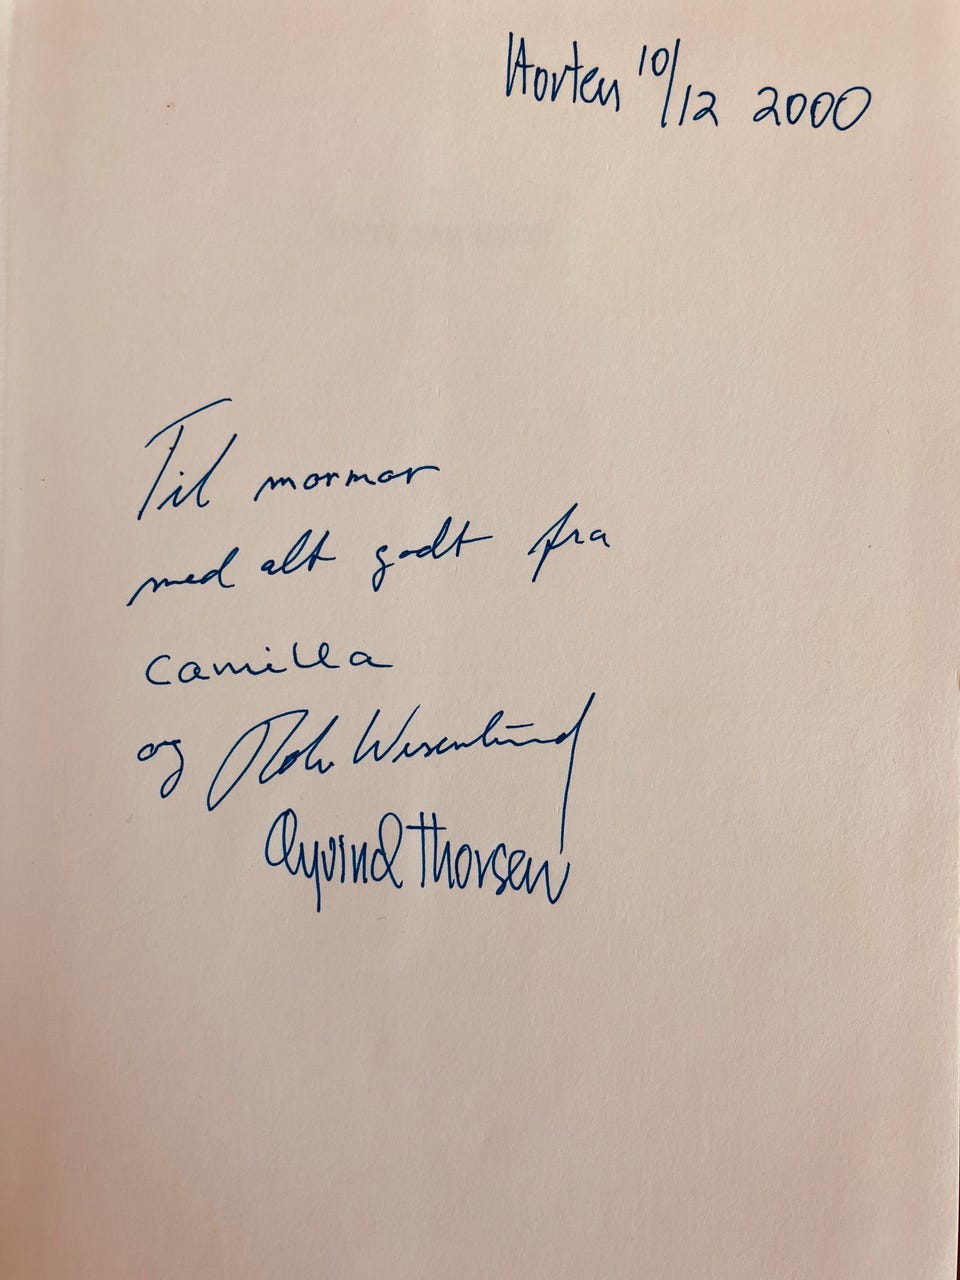 Horten 10/12 2000
Til mormor
med alt godt fra
Camilla
og Rolv Wesenlund
Øyvind Thorsen